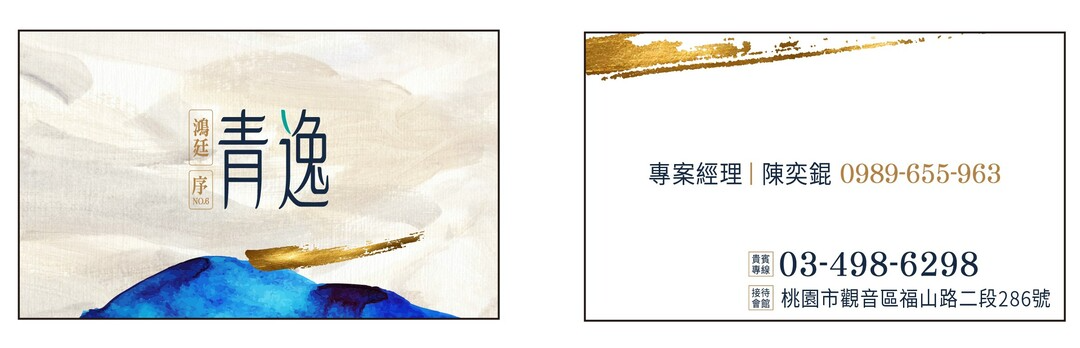 鴻廷
序
NO.6
青逸
專案經理 | 陳奕錕 0989-655-963
貴賓專線 03-498-6298
接待會館 桃園市觀音區福山路二段286號